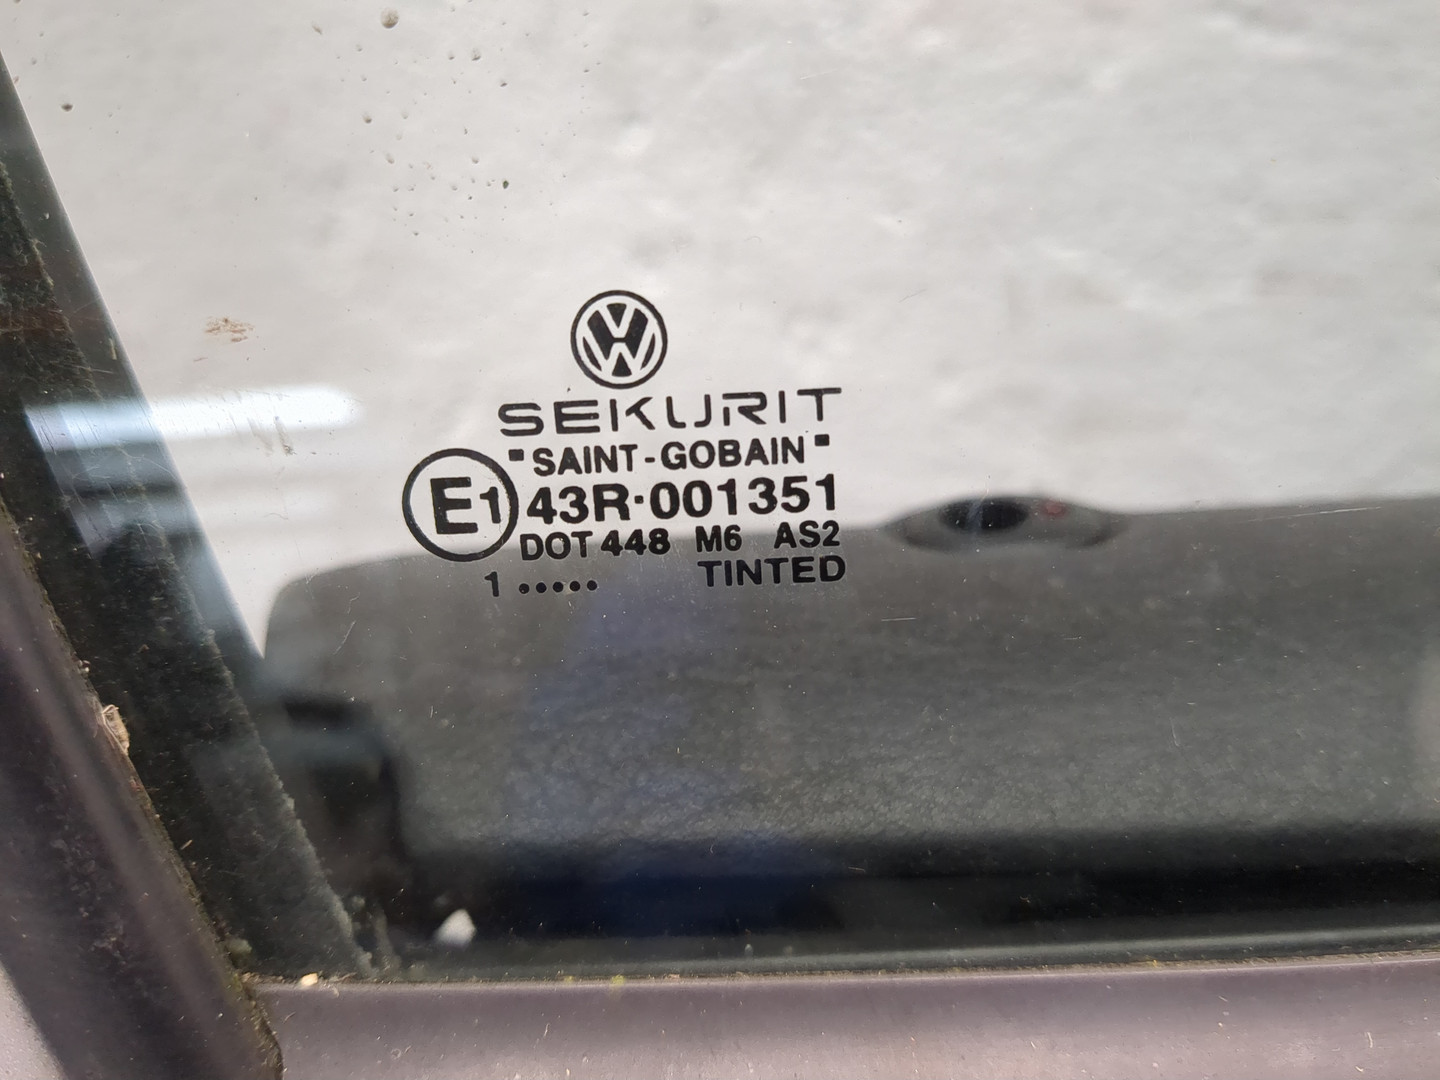 SEKURIT
"SAINT-GOBAIN"
E1 43R·001351
DOT 448 M6 AS2
1 ..... TINTED